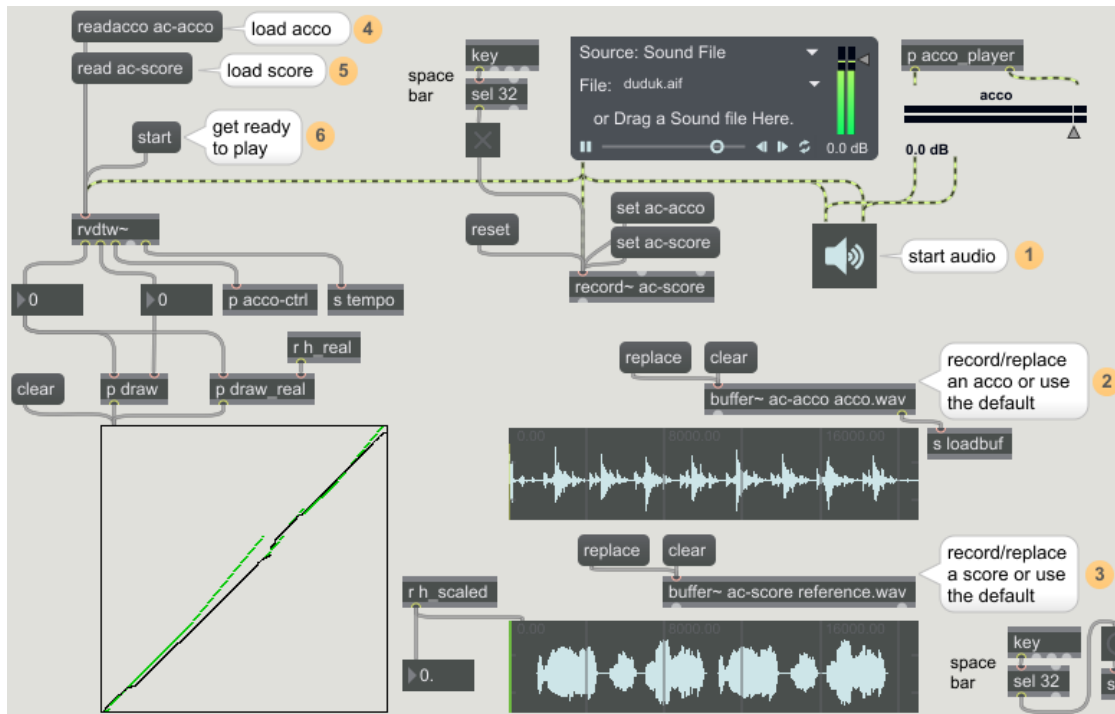 readacco ac-acco
load acco
4
read ac-score
load score
5
start
get ready
to play
6
key
space
bar
sel 32
Source: Sound File
File: duduk.aif
or Drag a Sound file Here.
0.0 dB
p acco_player
acco
0.0 dB
rvdtw~
reset
set ac-acco
set ac-score
record~ ac-score
start audio
1
0
0
p acco-ctrl
s tempo
r h_real
clear
p draw
p draw_real
replace
clear
buffer~ ac-acco acco.wav
record/replace
an acco or use
the default
2
s loadbuf
0.00
8000.00
16000.00
replace
clear
buffer~ ac-score reference.wav
record/replace
a score or use
the default
3
r h_scaled
0.
0.00
16000.00
key
space
bar
sel 32
s